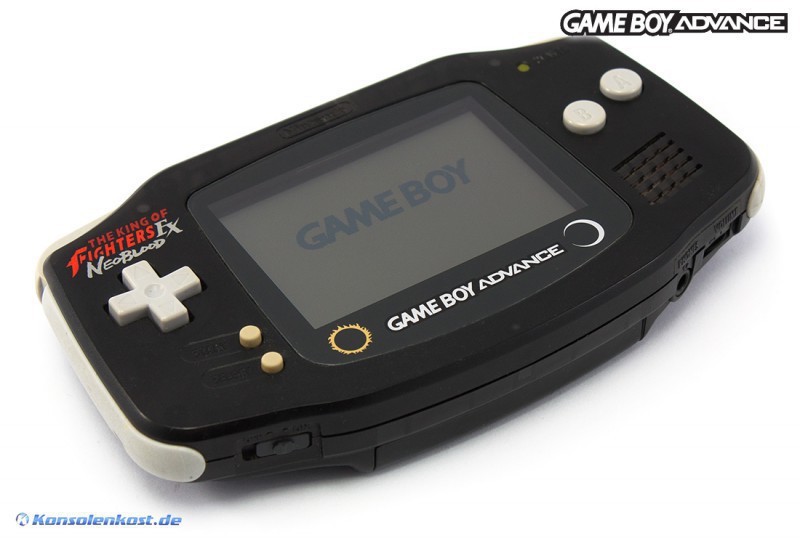 GAME BOY ADVANCE
A
B
GAME BOY
THE KING OF
FIGHTERS EX
NEOBLOOD
GAME BOY ADVANCE
Konsolenkost.de